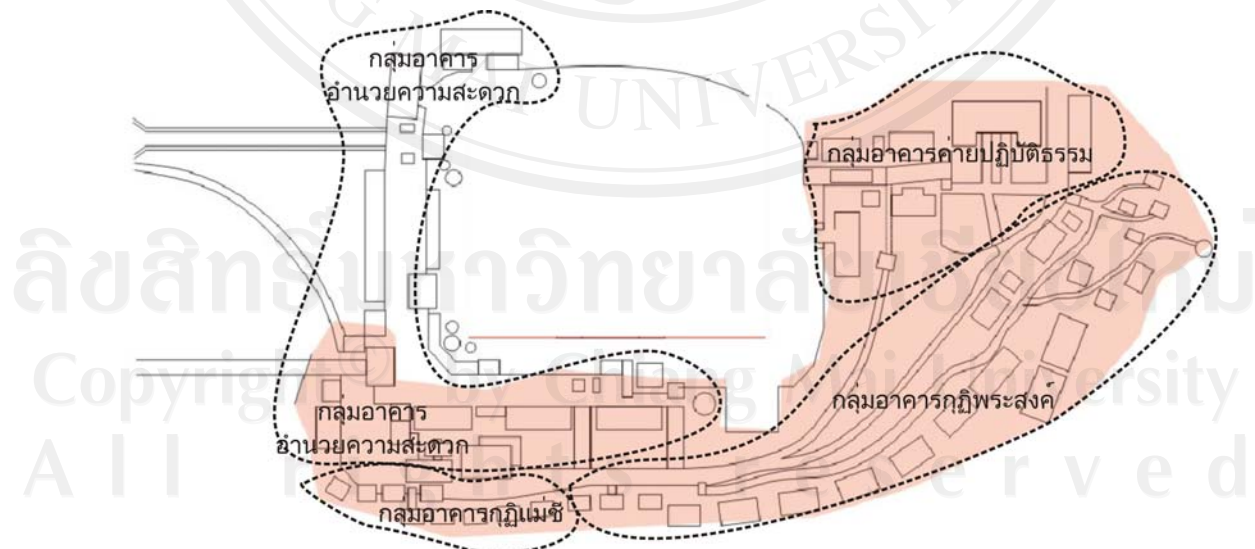 กลุ่มอาคาร
อำนวยความสะดวก
กลุ่มอาคารค่ายปฏิบัติธรรม
กลุ่มอาคารกุฏิพระสงค์
กลุ่มอาคาร
อำนวยความสะดวก
กลุ่มอาคารกุฏิแม่ชี
MAI UNIVERSITY
ลิขสิทธิ์มหาวิทยาลัยเชียงใหม่
Copyright© by Chiang Mai University
All rights reserved